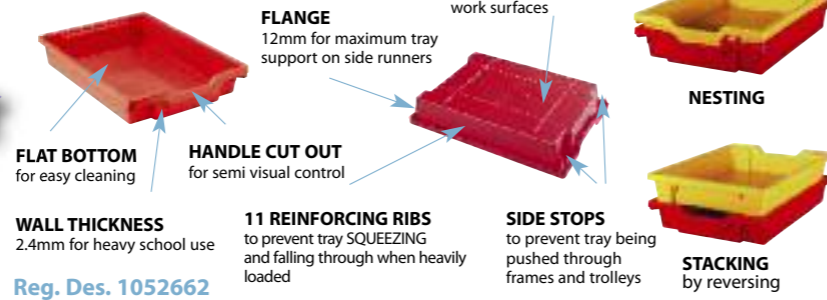 work surfaces
FLANGE
12mm for maximum tray
support on side runners
NESTING
FLAT BOTTOM
for easy cleaning
HANDLE CUT OUT
for semi visual control
WALL THICKNESS
2.4mm for heavy school use
11 REINFORCING RIBS
to prevent tray SQUEEZING
and falling through when heavily
loaded
SIDE STOPS
to prevent tray being
pushed through
frames and trolleys
STACKING
by reversing
Reg. Des. 1052662